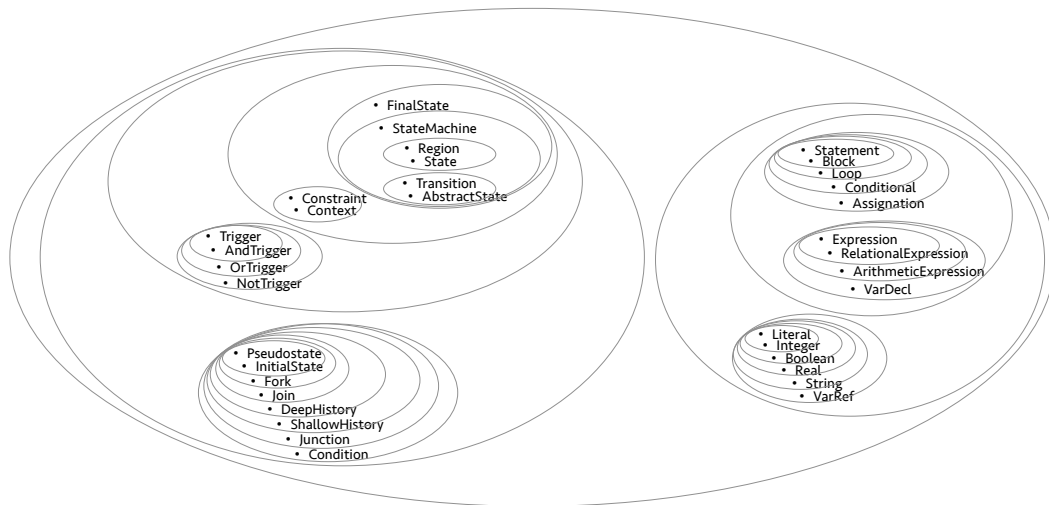 FinalState
StateMachine
Region
State
Transition
AbstractState
Constraint
Context
Trigger
AndTrigger
OrTrigger
NotTrigger
Pseudostate
InitialState
Fork
Join
DeepHistory
ShallowHistory
Junction
Condition
Statement
Block
Loop
Conditional
Assignation
Expression
RelationalExpression
ArithmeticExpression
VarDecl
Literal
Integer
Boolean
Real
String
VarRef